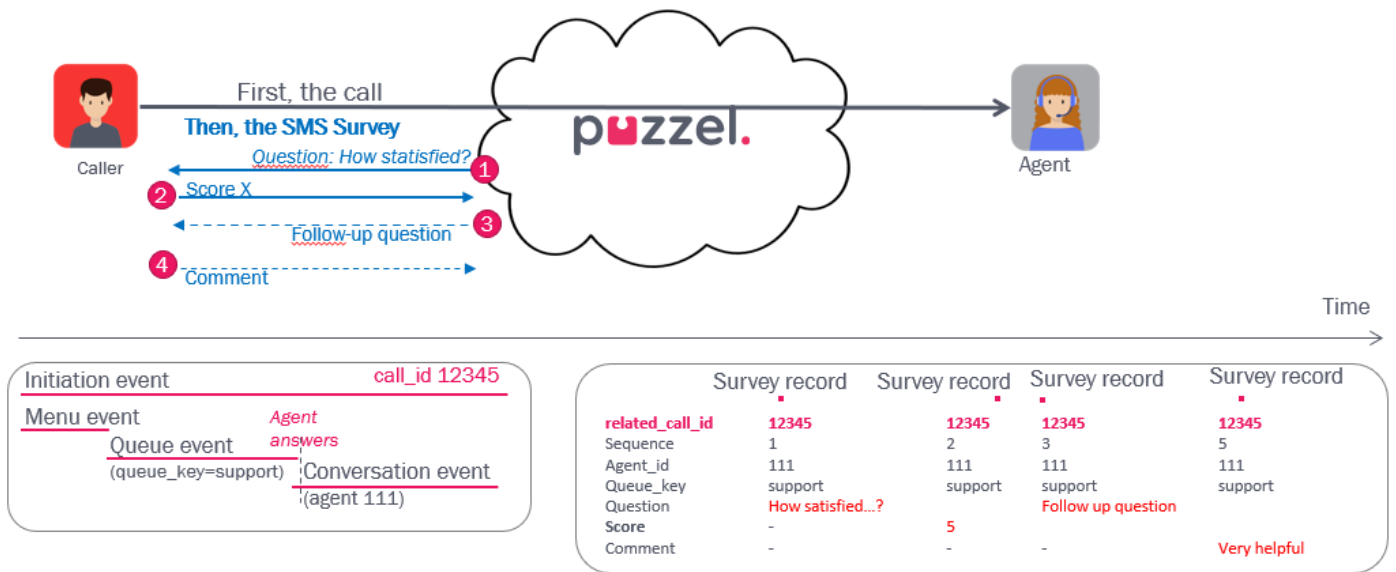 First, the call
Then, the SMS Survey
puzzel.
Caller
Agent
Question: How statisfied?
1
2
Score X
3
Follow-up question
4
Comment
Time
Initiation event
call_id 12345
Menu event
Agent
answers
Queue event
(queue_key=support)
Conversation event
(agent 111)
Survey record Survey record Survey record Survey record
related_call_id 12345 12345 12345 12345
Sequence 1 2 3 5
Agent_id 111 111 111 111
Queue_key support support support support
Question How satisfied...? Follow up question
Score - 5
Comment - - - Very helpful